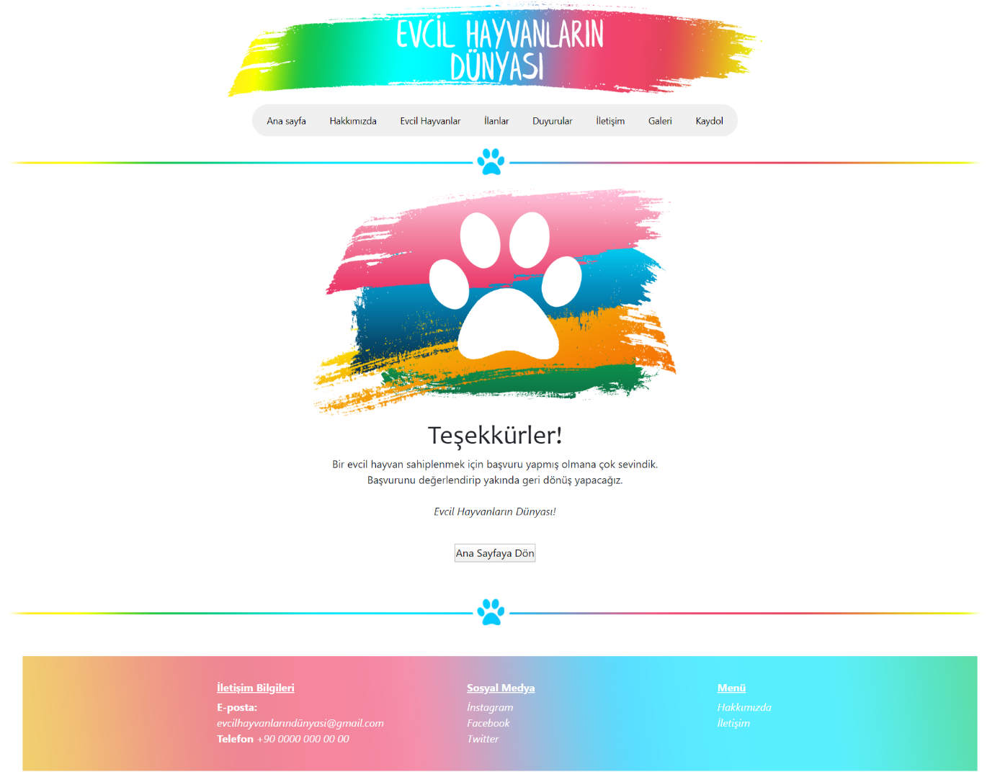 EVCİL HAYVANLARIN
DÜNYASI
Ana sayfa Hakkımızda Evcil Hayvanlar İlanlar Duyurular İletişim Galeri Kaydol
Teşekkürler!
Bir evcil hayvan sahiplenmek için başvuru yapmış olmana çok sevindik.
Başvurunu değerlendirip yakında geri dönüş yapacağız.
Evcil Hayvanların Dünyası!
Ana Sayfaya Dön
İletişim Bilgileri
E-posta:
evcilhayvanlarındünyasi@gmail.com
Telefon +90 0000 000 00 00
Sosyal Medya
İnstagram
Facebook
Twitter
Menü
Hakkımızda
İletişim